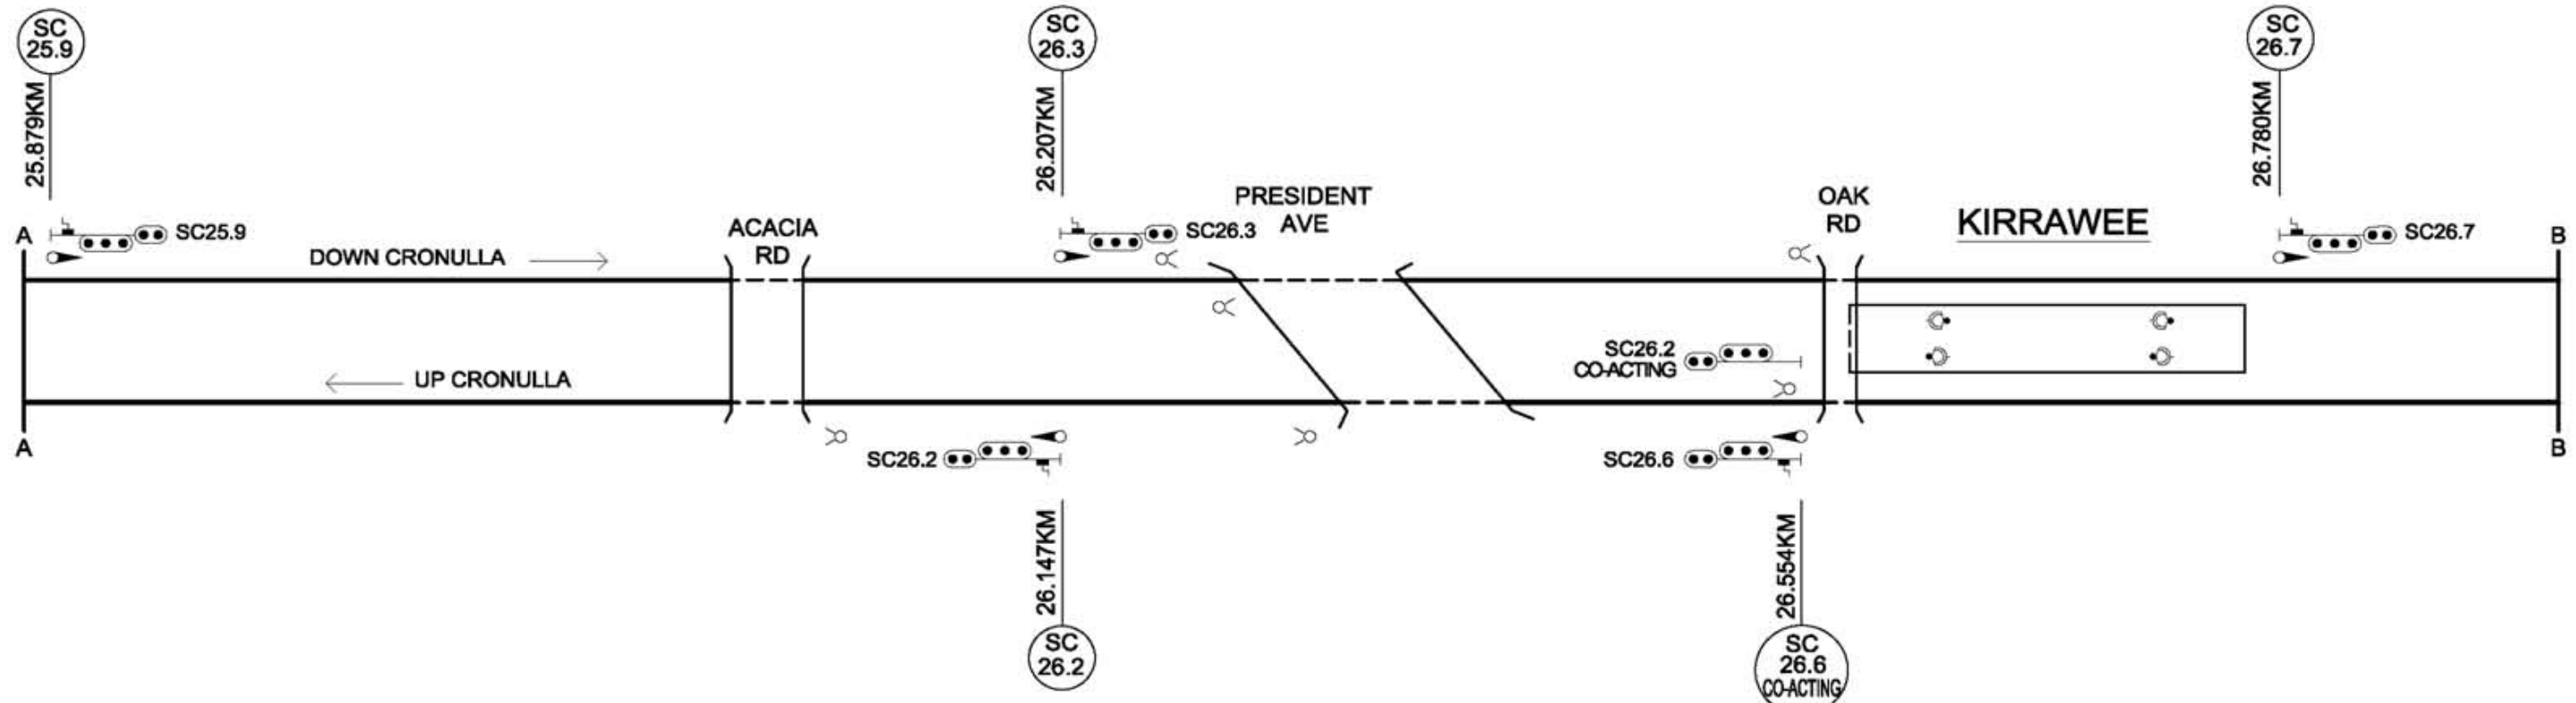 SC
25.9
25.879KM
SC
26.3
26.207KM
SC
26.7
26.780KM
A
SC25.9
DOWN CRONULLA
ACACIA
RD
SC26.3
PRESIDENT
AVE
OAK
RD
KIRRAWEE
SC26.7
B
UP CRONULLA
SC26.2
CO-ACTING
A
SC26.2
SC26.6
B
26.147KM
SC
26.2
26.554KM
SC
26.6
CO-ACTING